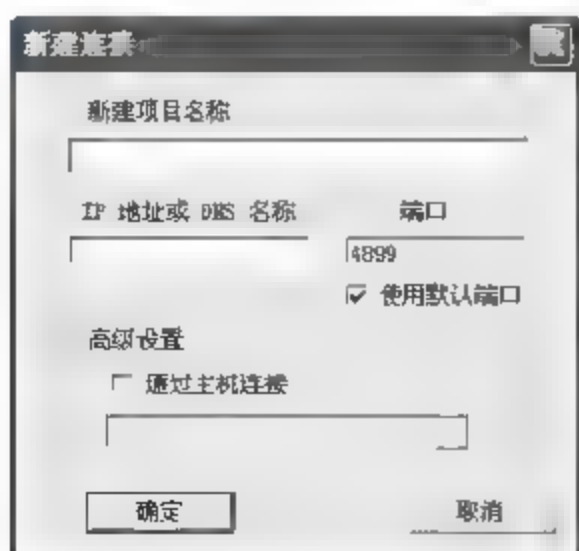 新建连接
新建项目名称
IP 地址或 DNS 名称 端口
4899
使用默认端口
高级设置
通过主机连接
确定 取消